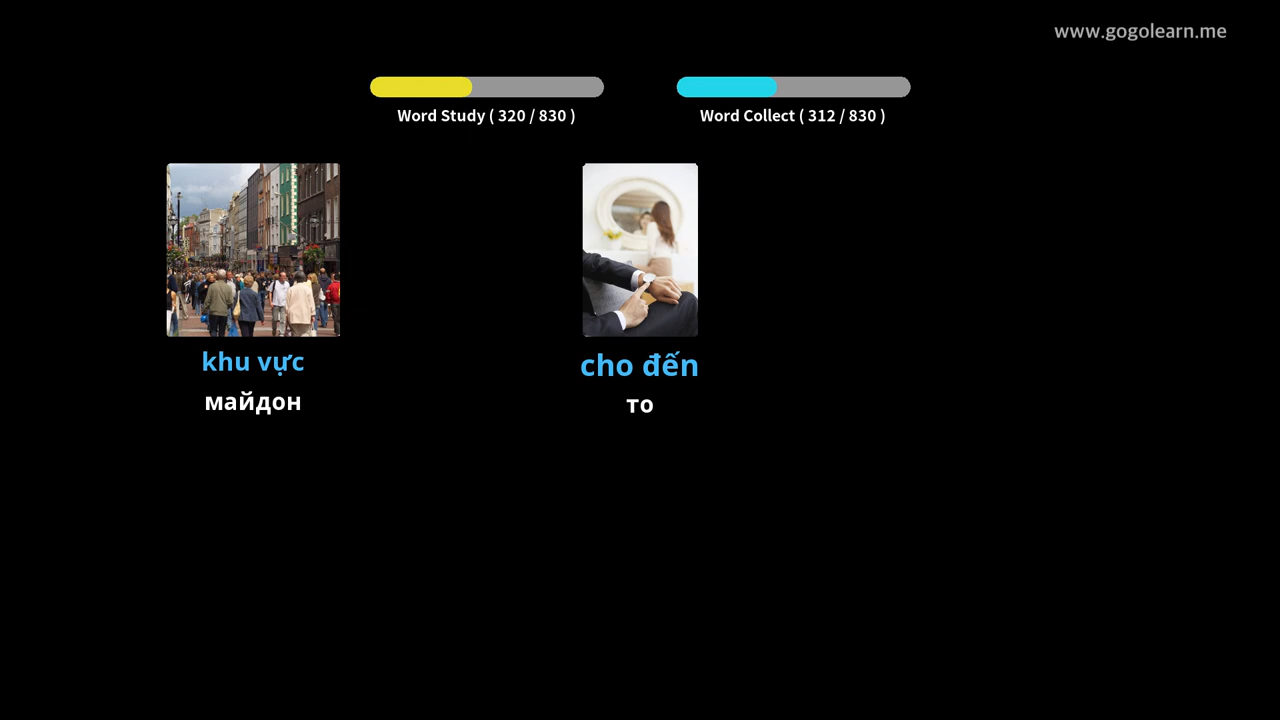 www.gogolearn.me
Word Study ( 320 / 830 )
Word Collect ( 312 / 830 )
khu vực
майдон
cho đến
то